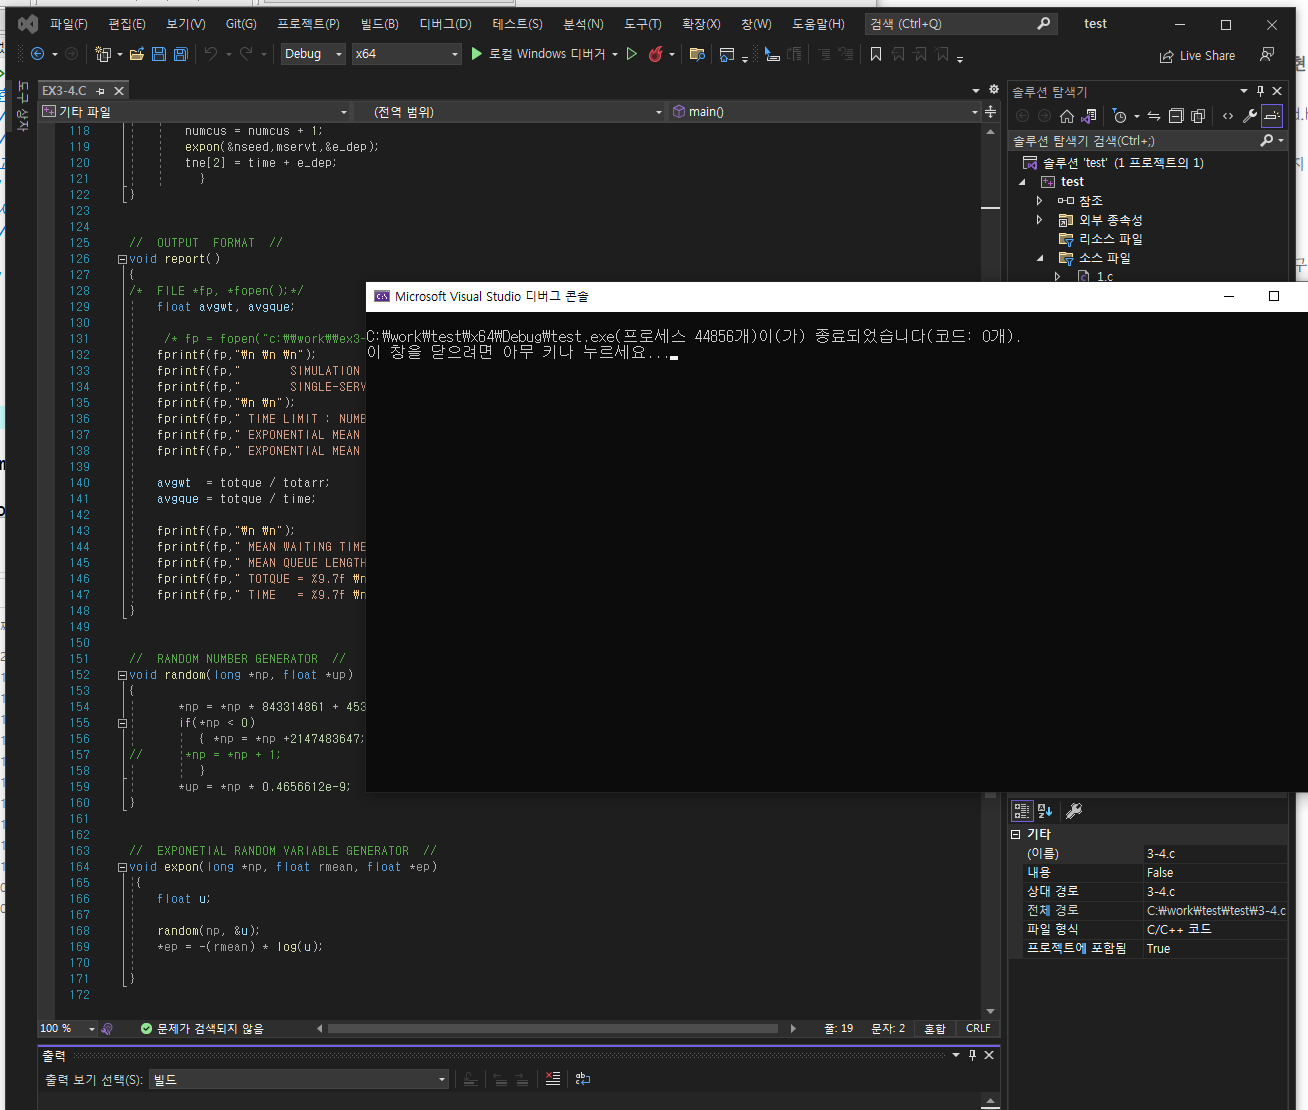 파일(F) 편집(E) 보기(V) Git(G) 프로젝트(P) 빌드(B) 디버그(D) 테스트(S) 분석(N) 도구(T) 확장(X) 창(W) 도움말(H) 검색 (Ctrl+Q) test
Debug x64 로컬 Windows 디버거 Live Share
도구 상자
EX3-4.C
기타 파일 (전역 범위) main()
118 numcus = numcus + 1;
119 expon(&nseed,mservt,&e_dep);
120 tne[2] = time + e_dep;
121 }
122 }
123
124
125 // OUTPUT FORMAT //
126 void report()
127 {
128 /* FILE *fp, *fopen();*/
129 float avgwt, avgque;
130
131 /* fp = fopen("c:₩₩work₩₩ex3-
132 fprintf(fp,"₩n ₩n ₩n");
133 fprintf(fp," SIMULATION
134 fprintf(fp," SINGLE-SERV
135 fprintf(fp,"₩n ₩n");
136 fprintf(fp," TIME LIMIT : NUMB
137 fprintf(fp," EXPONENTIAL MEAN
138 fprintf(fp," EXPONENTIAL MEAN
139
140 avgwt = totque / totarr;
141 avgque = totque / time;
142
143 fprintf(fp,"₩n ₩n");
144 fprintf(fp," MEAN WAITING TIME
145 fprintf(fp," MEAN QUEUE LENGTH
146 fprintf(fp," TOTQUE = %9.7f ₩n
147 fprintf(fp," TIME = %9.7f ₩n
148 }
149
150
151 // RANDOM NUMBER GENERATOR //
152 void random(long *np, float *up)
153 {
154 *np = *np * 843314861 + 453
155 if(*np < 0)
156 { *np = *np +2147483647;
157 // *np = *np + 1;
158 }
159 *up = *np * 0.4656612e-9;
160 }
161
162
163 // EXPONETIAL RANDOM VARIABLE GENERATOR //
164 void expon(long *np, float rmean, float *ep)
165 {
166 float u;
167
168 random(np, &u);
169 *ep = -(rmean) * log(u);
170
171 }
172
100 % 문제가 검색되지 않음 줄: 19 문자: 2 혼합 CRLF
출력
출력 보기 선택(S): 빌드
Microsoft Visual Studio 디버그 콘솔
C:₩work₩test₩x64₩Debug₩test.exe(프로세스 44856개)이(가) 종료되었습니다(코드: 0개).
이 창을 닫으려면 아무 키나 누르세요...
솔루션 탐색기
솔루션 탐색기 검색(Ctrl+;)
솔루션 'test' (1 프로젝트의 1)
test
참조
외부 종속성
리소스 파일
소스 파일
1.c
기타
(이름) 3-4.c
내용 False
상대 경로 3-4.c
전체 경로 C:₩work₩test₩test₩3-4.c
파일 형식 C/C++ 코드
프로젝트에 포함됨 True